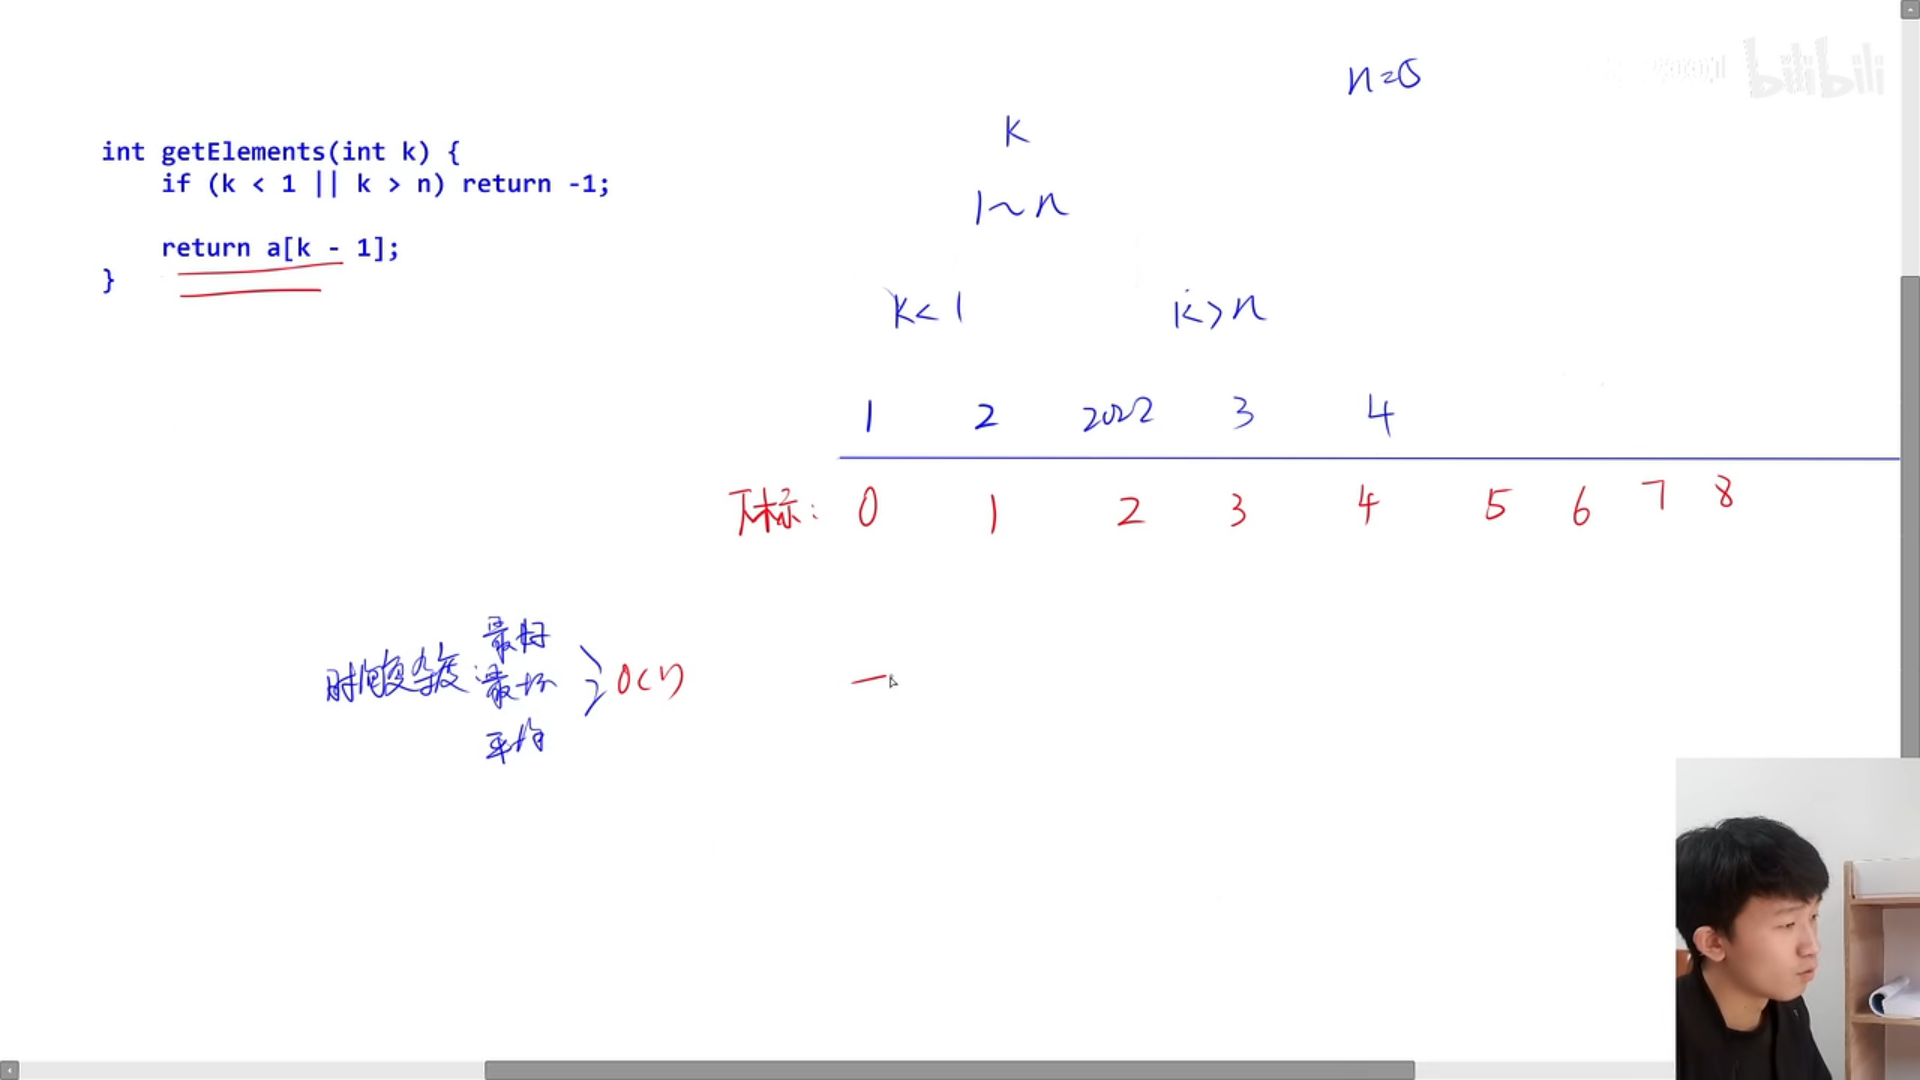 n=5
bilibili
k
int getElements(int k) {
if (k < 1 || k > n) return -1;
1~n
return a[k - 1];
}
k<1 k>n
1 2 2022 3 4
下标: 0 1 2 3 4 5 6 7 8
最好
时间复杂度: 最坏 O(1)
平均